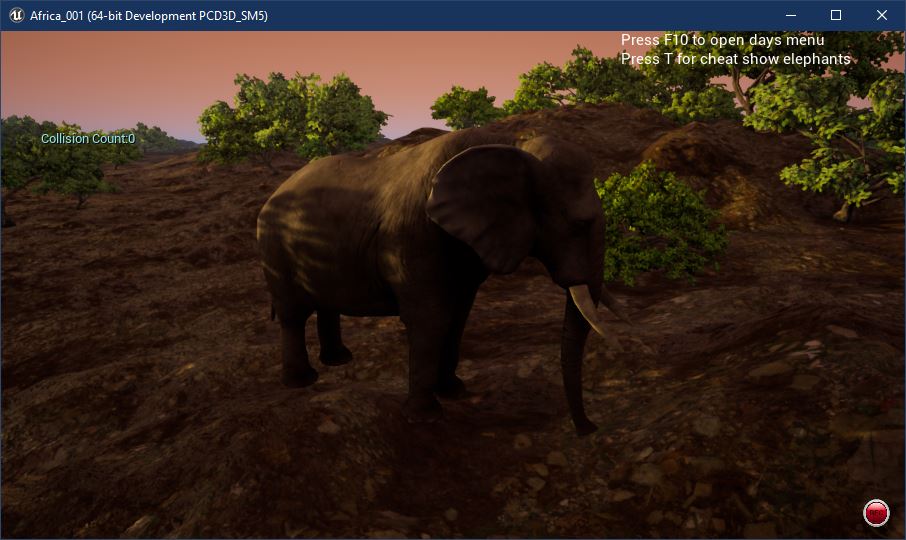 Africa_001 (64-bit Development PCD3D_SM5)
Press F10 to open days menu
Press T for cheat show elephants
Collision Count:0